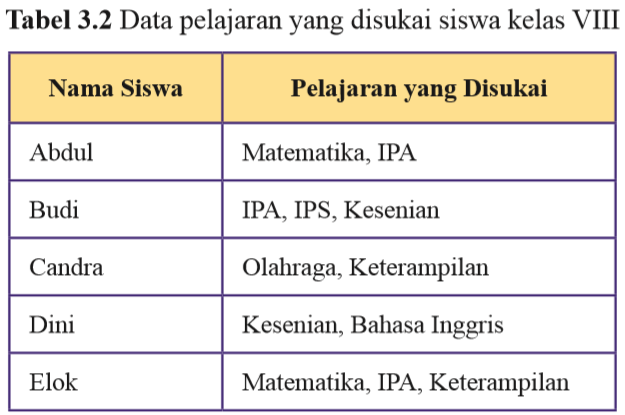 Tabel 3.2 Data pelajaran yang disukai siswa kelas VIII
Nama Siswa Pelajaran yang Disukai
Abdul Matematika, IPA
Budi IPA, IPS, Kesenian
Candra Olahraga, Keterampilan
Dini Kesenian, Bahasa Inggris
Elok Matematika, IPA, Keterampilan